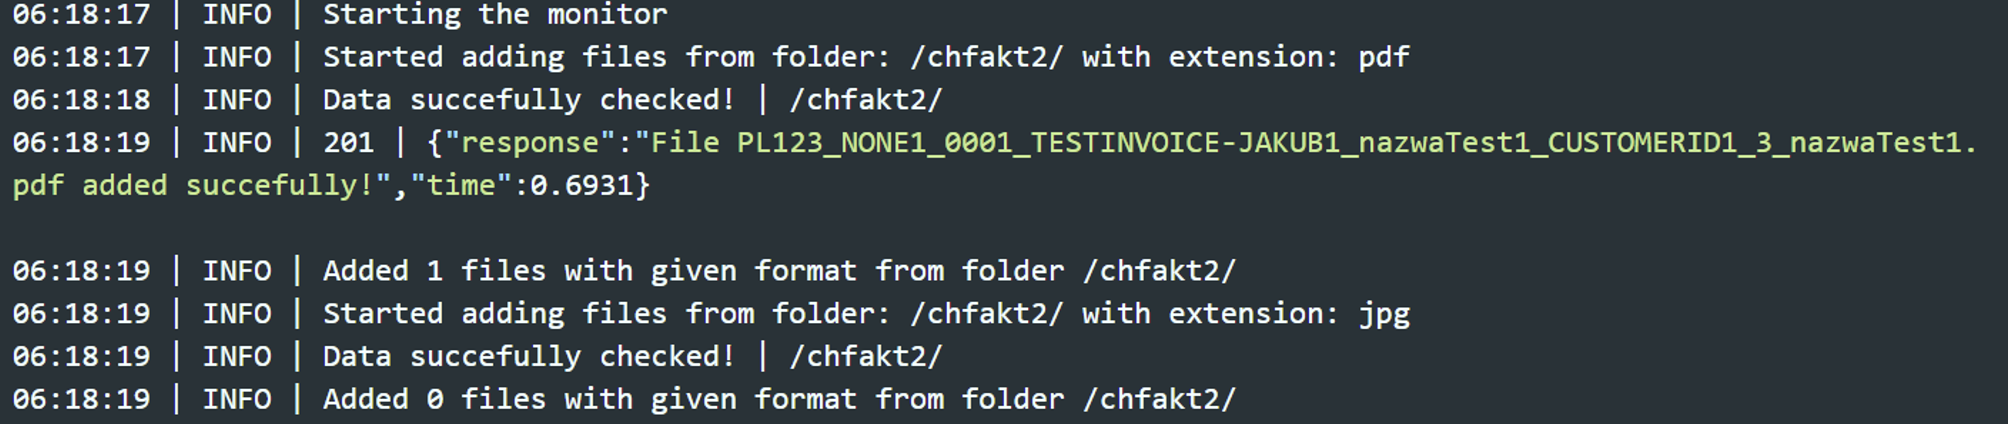 06:18:17 | INFO | Starting the monitor
06:18:17 | INFO | Started adding files from folder: /chfakt2/ with extension: pdf
06:18:18 | INFO | Data succefully checked! | /chfakt2/
06:18:19 | INFO | 201 | {"response":"File PL123_NONE1_0001_TESTINVOICE-JAKUB1_nazwaTest1_CUSTOMERID1_3_nazwaTest1.
pdf added succefully!","time":0.6931}
06:18:19 | INFO | Added 1 files with given format from folder /chfakt2/
06:18:19 | INFO | Started adding files from folder: /chfakt2/ with extension: jpg
06:18:19 | INFO | Data succefully checked! | /chfakt2/
06:18:19 | INFO | Added 0 files with given format from folder /chfakt2/